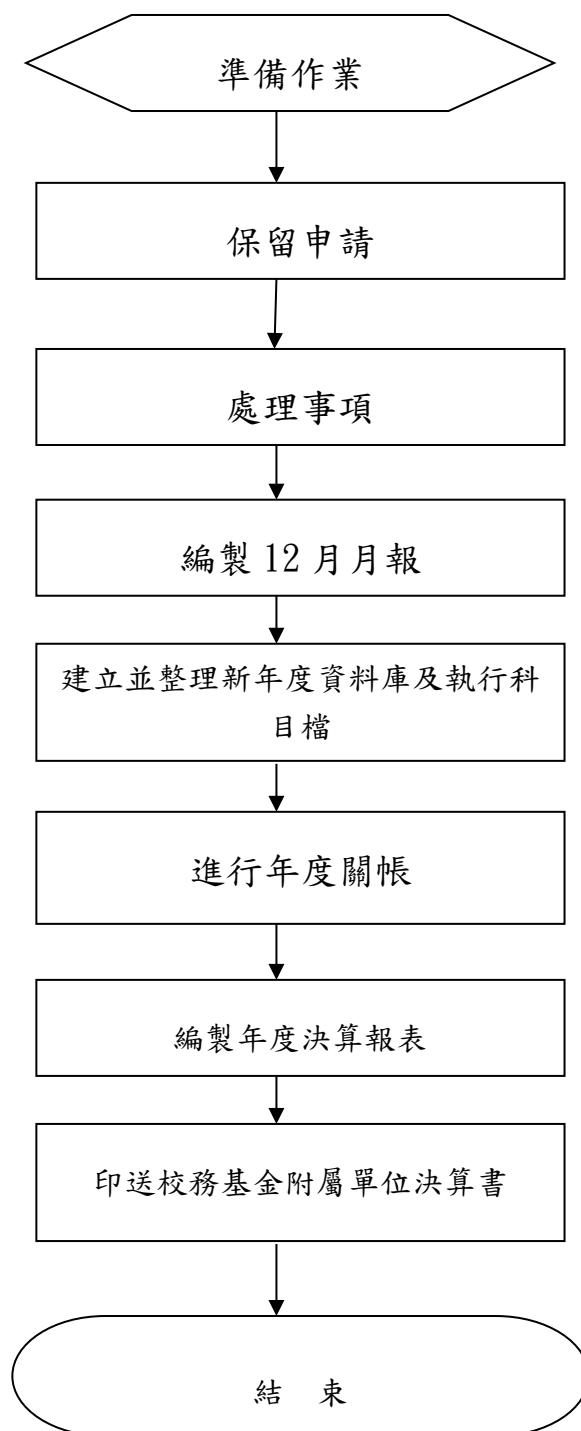 準備作業
保留申請
處理事項
編製 12 月月報
建立並整理新年度資料庫及執行科
目檔
進行年度關帳
編製年度決算報表
印送校務基金附屬單位決算書
結　束